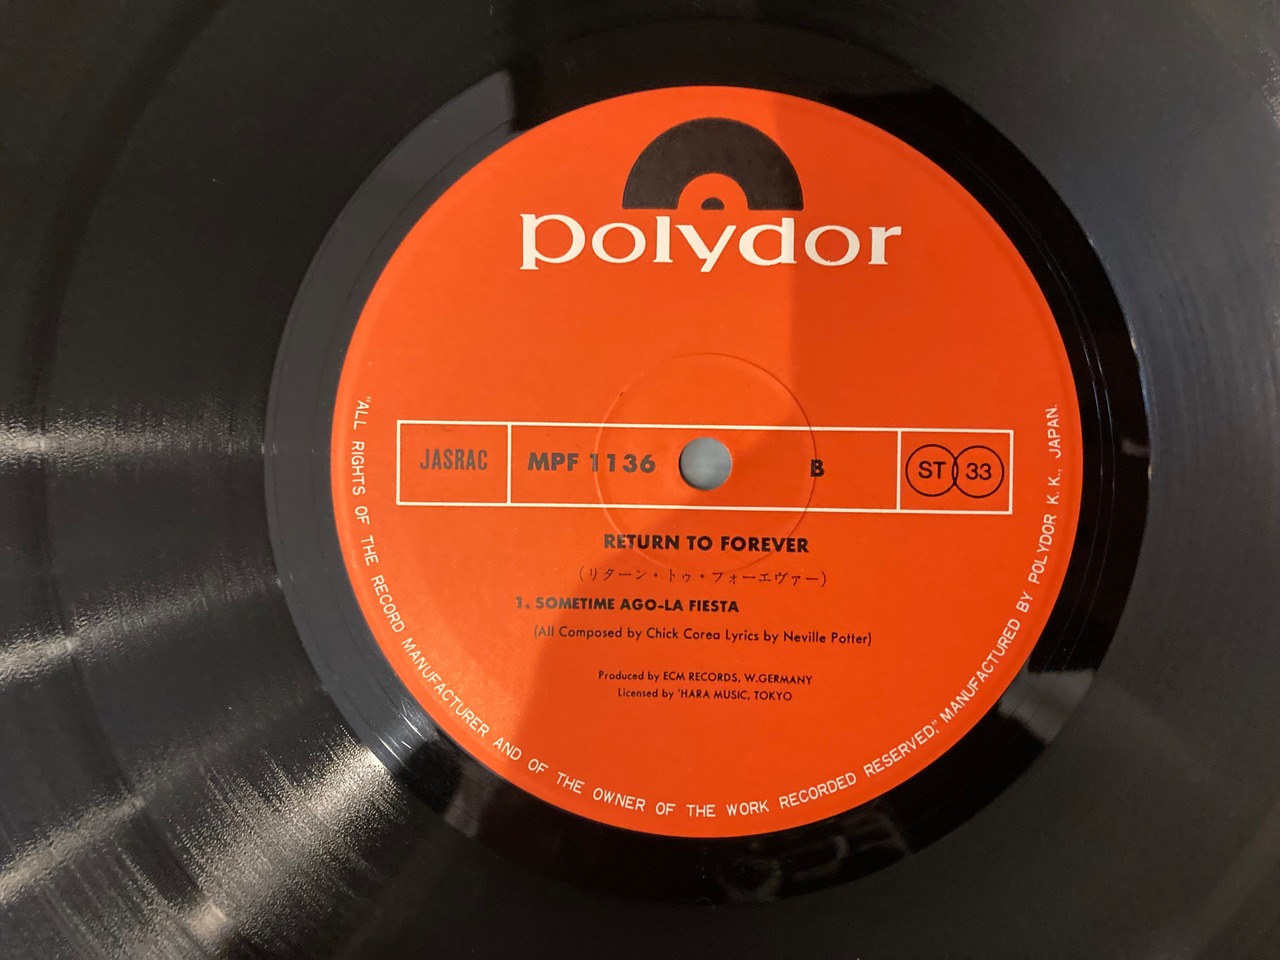 polydor
JASRAC MPF 1136 B ST 33
RETURN TO FOREVER
(リターン・トゥ・フォーエヴァー)
1. SOMETIME AGO-LA FIESTA
(All Composed by Chick Corea Lyrics by Neville Potter)
Produced by ECM RECORDS, W.GERMANY
Licensed by 'HARA MUSIC, TOKYO
"ALL RIGHTS OF THE RECORD MANUFACTURER AND OF THE OWNER OF THE WORK RECORDED RESERVED," MANUFACTURED BY POLYDOR K. K., JAPAN.